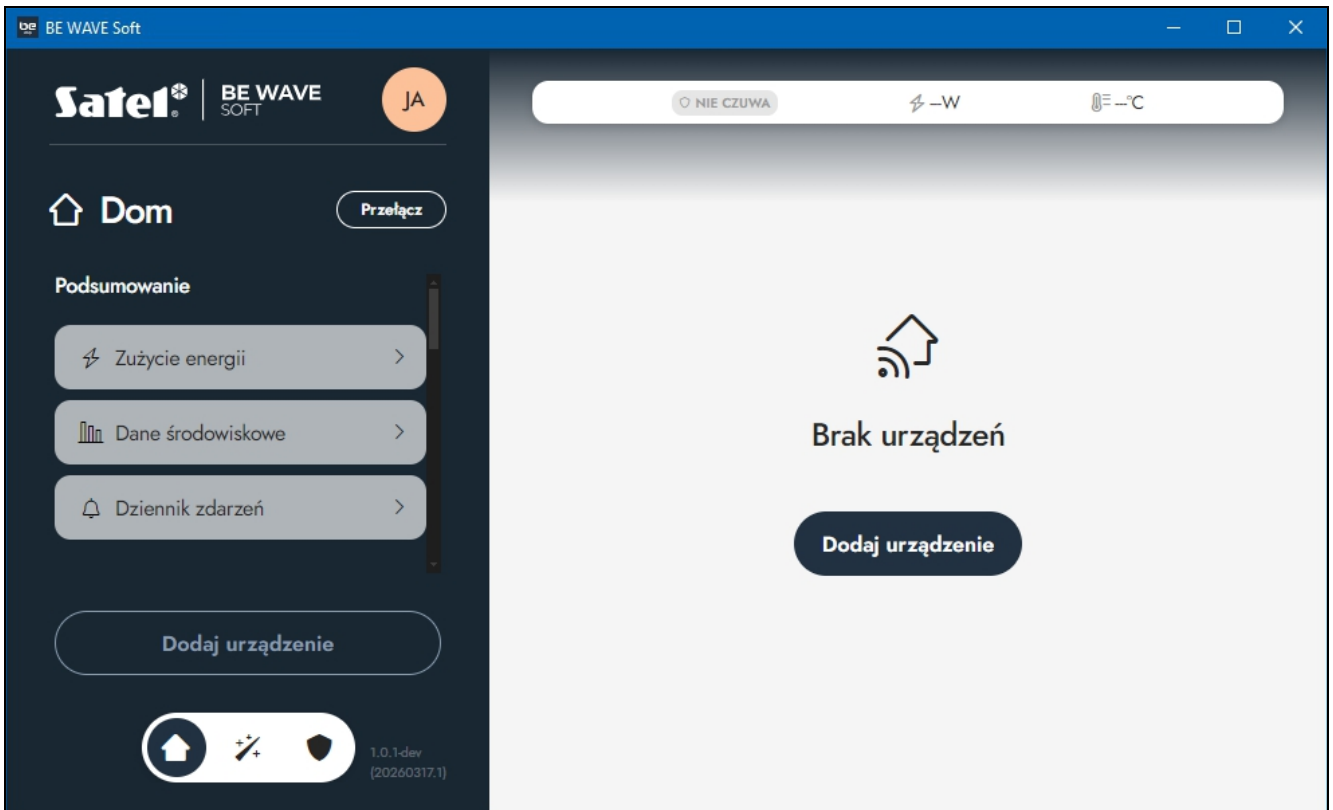 be BE WAVE Soft
Satel® BE WAVE SOFT JA
NIE CZUWA –W –°C
Dom Przełącz
Podsumowanie
Zużycie energii
Dane środowiskowe
Dziennik zdarzeń
Brak urządzeń
Dodaj urządzenie
Dodaj urządzenie
1.0.1-dev
(20260317.1)